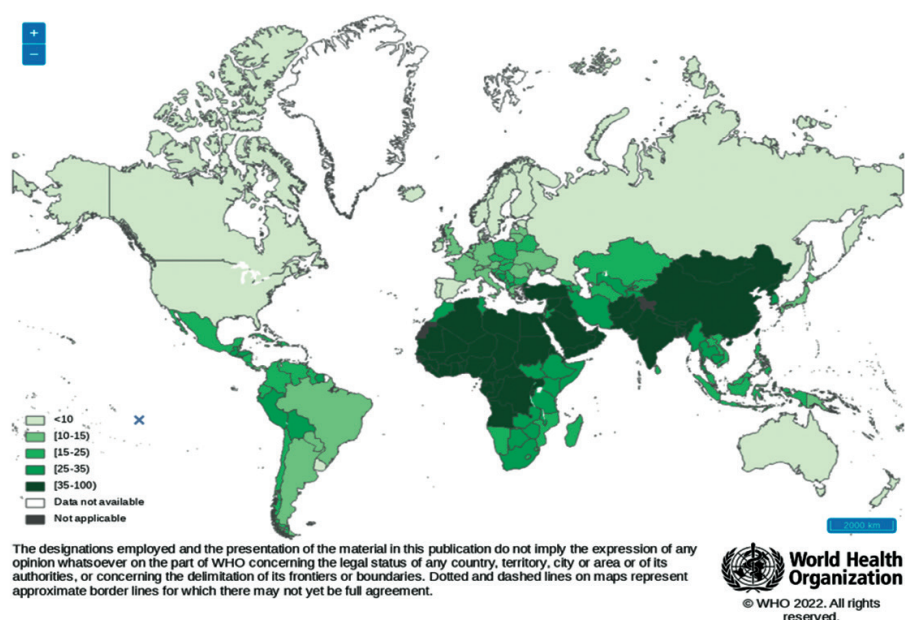 +
−
<10
[10-15)
[15-25)
[25-35)
[35-100)
Data not available
Not applicable
2000 km
The designations employed and the presentation of the material in this publication do not imply the expression of any
opinion whatsoever on the part of WHO concerning the legal status of any country, territory, city or area or of its
authorities, or concerning the delimitation of its frontiers or boundaries. Dotted and dashed lines on maps represent
approximate border lines for which there may not yet be full agreement.
World Health
Organization
© WHO 2022. All rights
reserved.